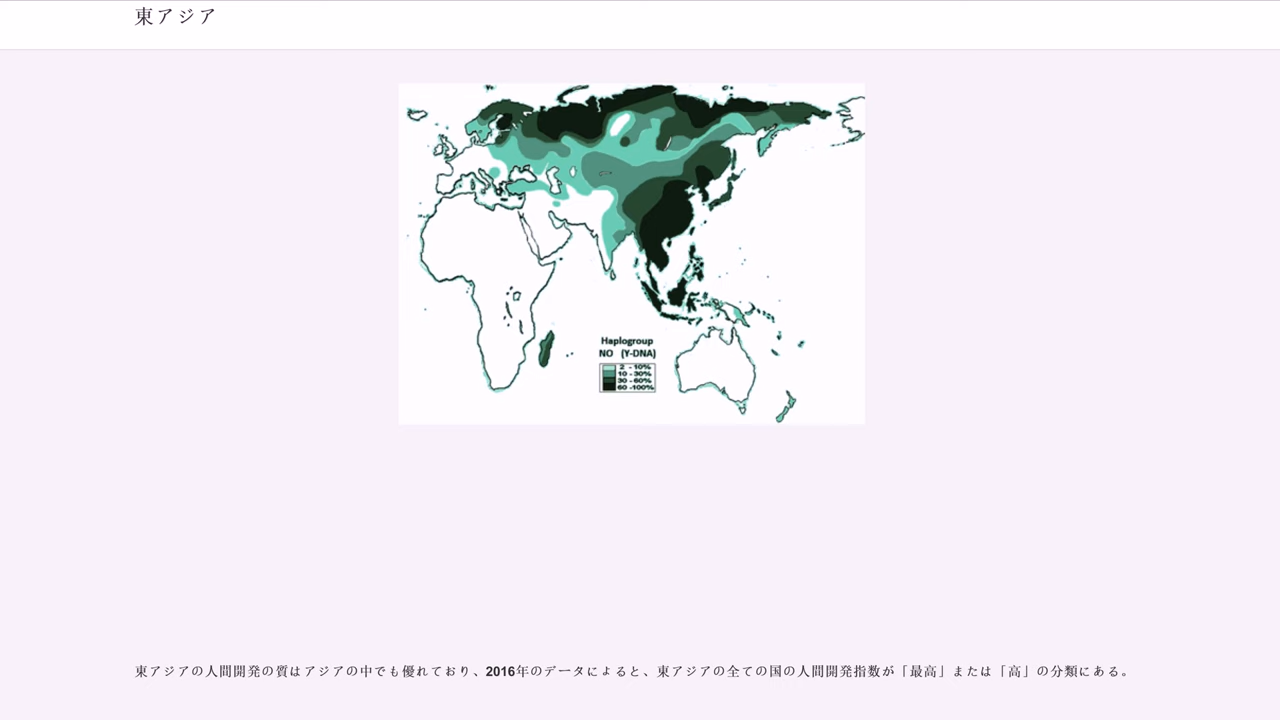 東アジア
Haplogroup
NO (Y-DNA)
2 - 10%
10 - 30%
30 - 60%
60 -100%
東アジアの人間開発の質はアジアの中でも優れており、2016年のデータによると、東アジアの全ての国の人間開発指数が「最高」または「高」の分類にある。